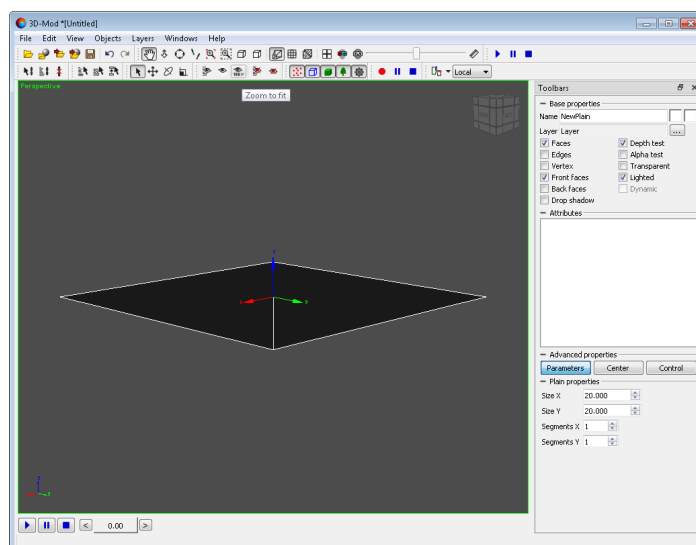 3D-Mod *[Untitled]
File Edit View Objects Layers Windows Help
Local
Perspective
Zoom to fit
Toolbars
Base properties
Name NewPlain
Layer Layer
...
Faces Depth test
Edges Alpha test
Vertex Transparent
Front faces Lighted
Back faces Dynamic
Drop shadow
Attributes
Advanced properties
Parameters Center Control
Plain properties
Size X 20.000
Size Y 20.000
Segments X 1
Segments Y 1
< 0.00 >